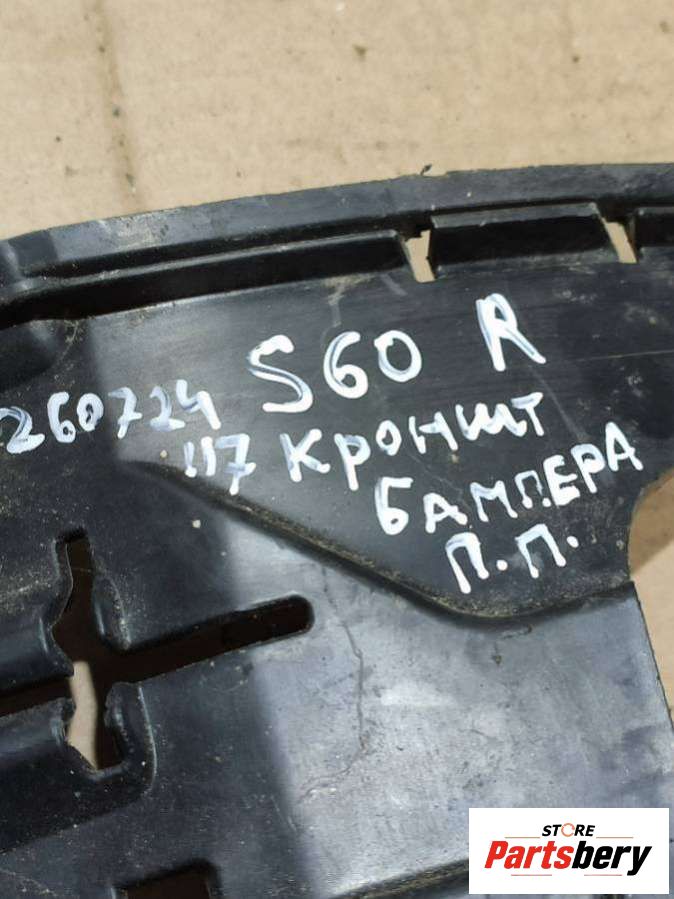 S60 R
260724
117 КРОНШТ
БАМПЕРА
П.П.
STORE
Partsbery